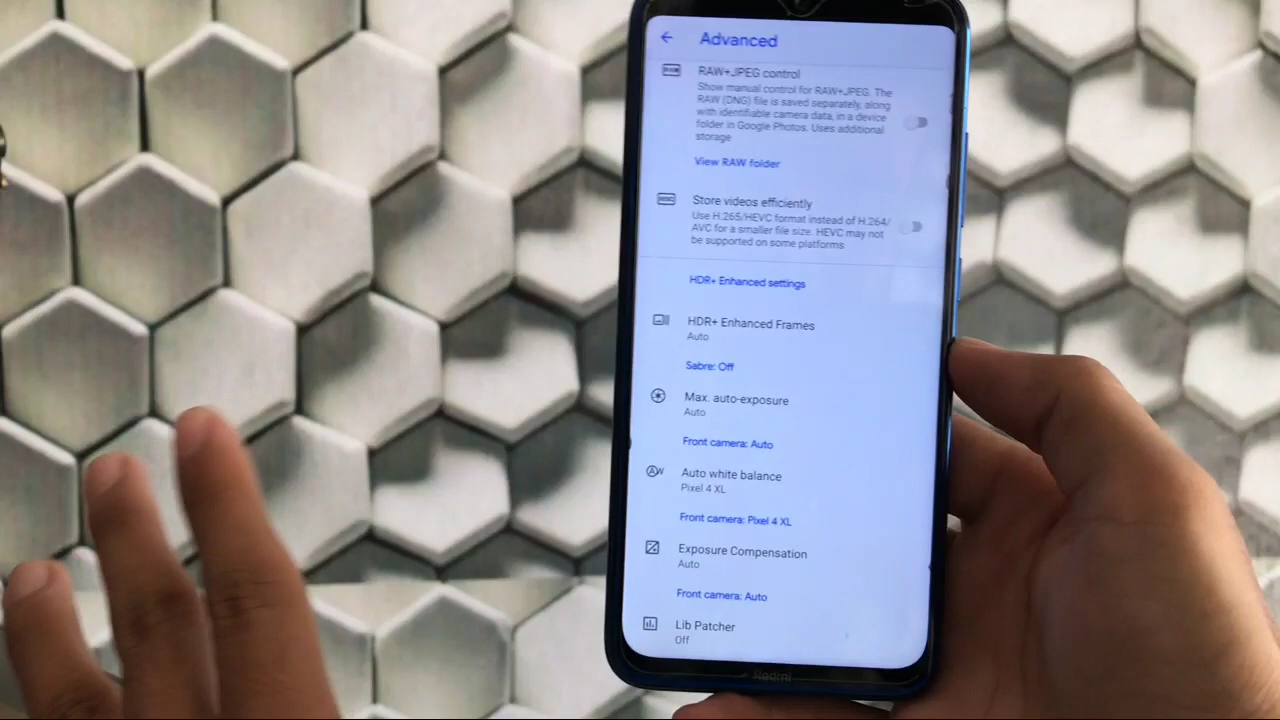 Advanced
RAW+JPEG control
Show manual control for RAW+JPEG. The
RAW (DNG) file is saved separately, along
with identifiable camera data, in a device
folder in Google Photos. Uses additional
storage
View RAW folder
Store videos efficiently
Use H.265/HEVC format instead of H.264/
AVC for a smaller file size. HEVC may not
be supported on some platforms
HDR+ Enhanced settings
HDR+ Enhanced Frames
Auto
Sabre: Off
Max. auto-exposure
Auto
Front camera: Auto
Auto white balance
Pixel 4 XL
Front camera: Pixel 4 XL
Exposure Compensation
Auto
Front camera: Auto
Lib Patcher
Off
Redmi